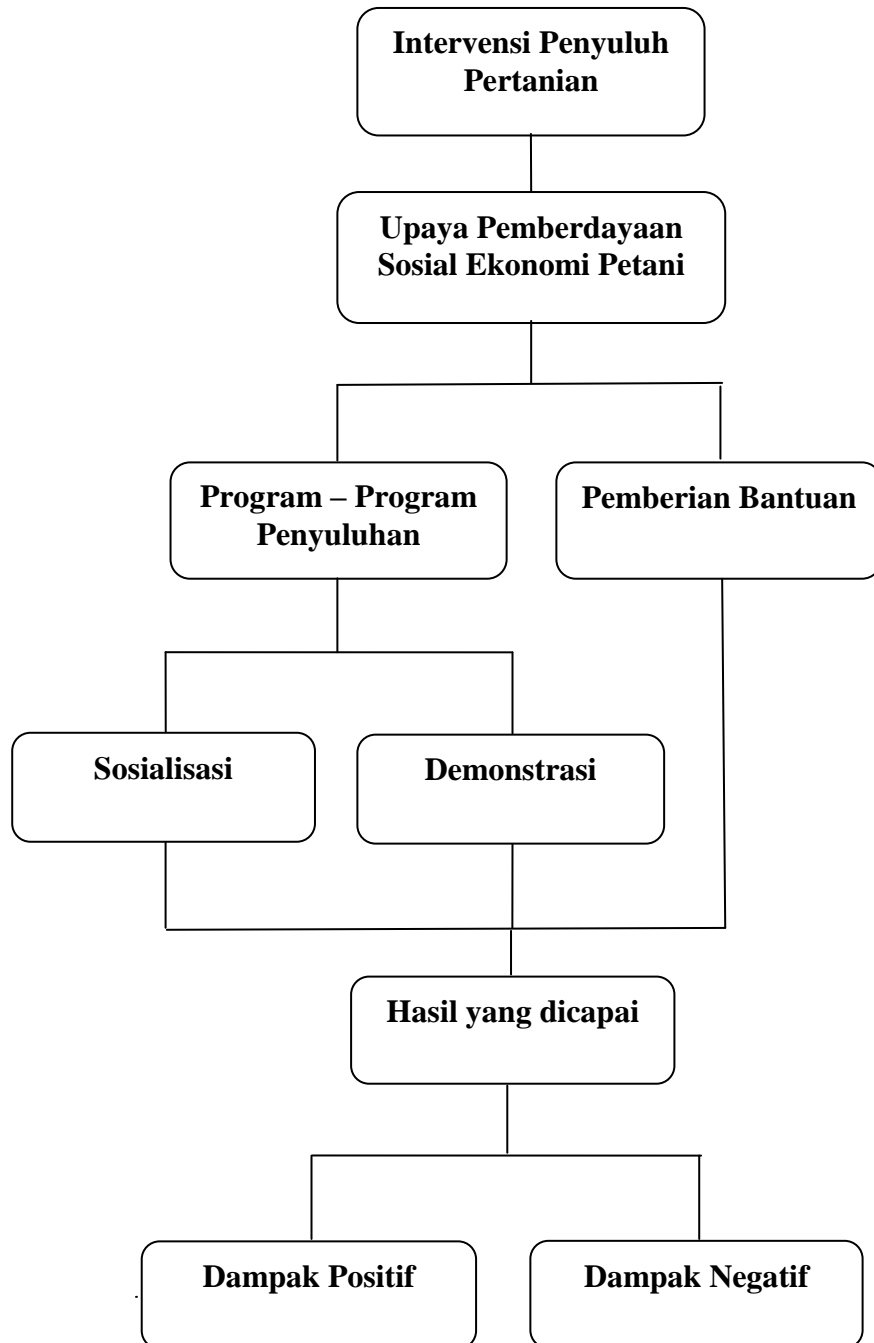 Intervensi Penyuluh
Pertanian
Upaya Pemberdayaan
Sosial Ekonomi Petani
Program – Program
Penyuluhan
Pemberian Bantuan
Sosialisasi
Demonstrasi
Hasil yang dicapai
Dampak Positif
Dampak Negatif